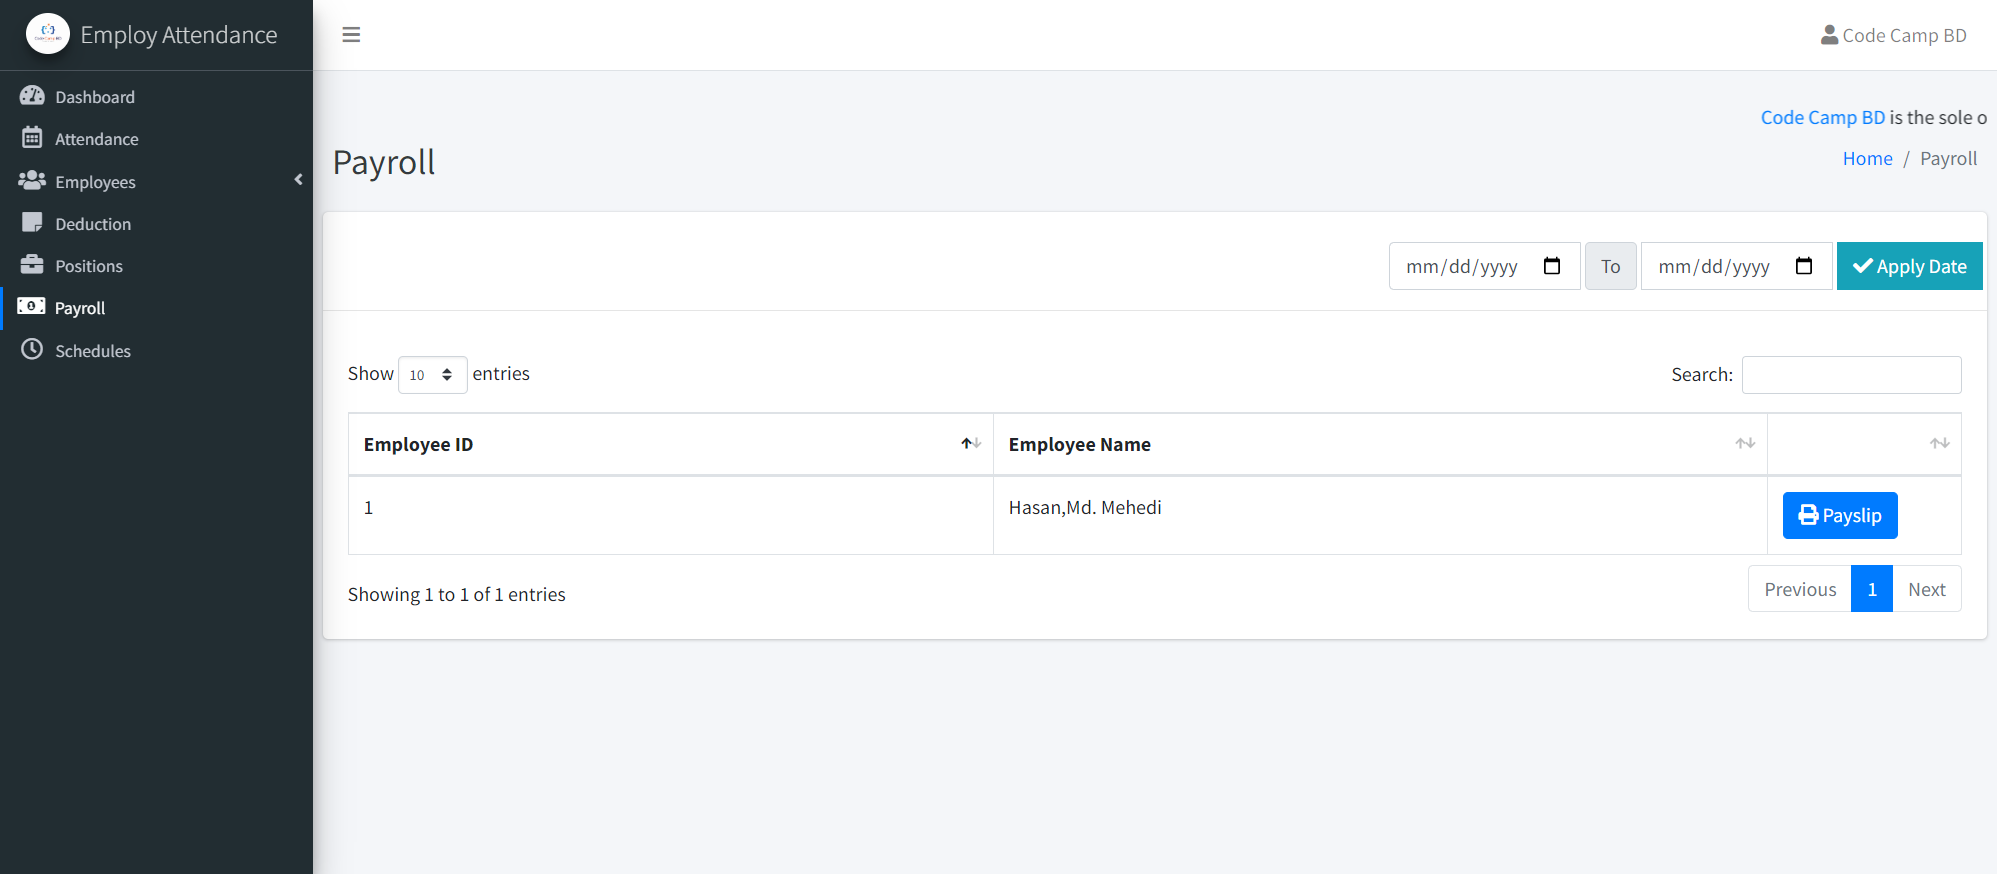 Employ Attendance
Code Camp BD
Dashboard
Attendance
Employees
Deduction
Positions
Payroll
Schedules
Code Camp BD is the sole o
Payroll
Home / Payroll
mm/dd/yyyy To mm/dd/yyyy Apply Date
Show 10 entries
Search:
Employee ID Employee Name
1 Hasan,Md. Mehedi Payslip
Showing 1 to 1 of 1 entries
Previous 1 Next